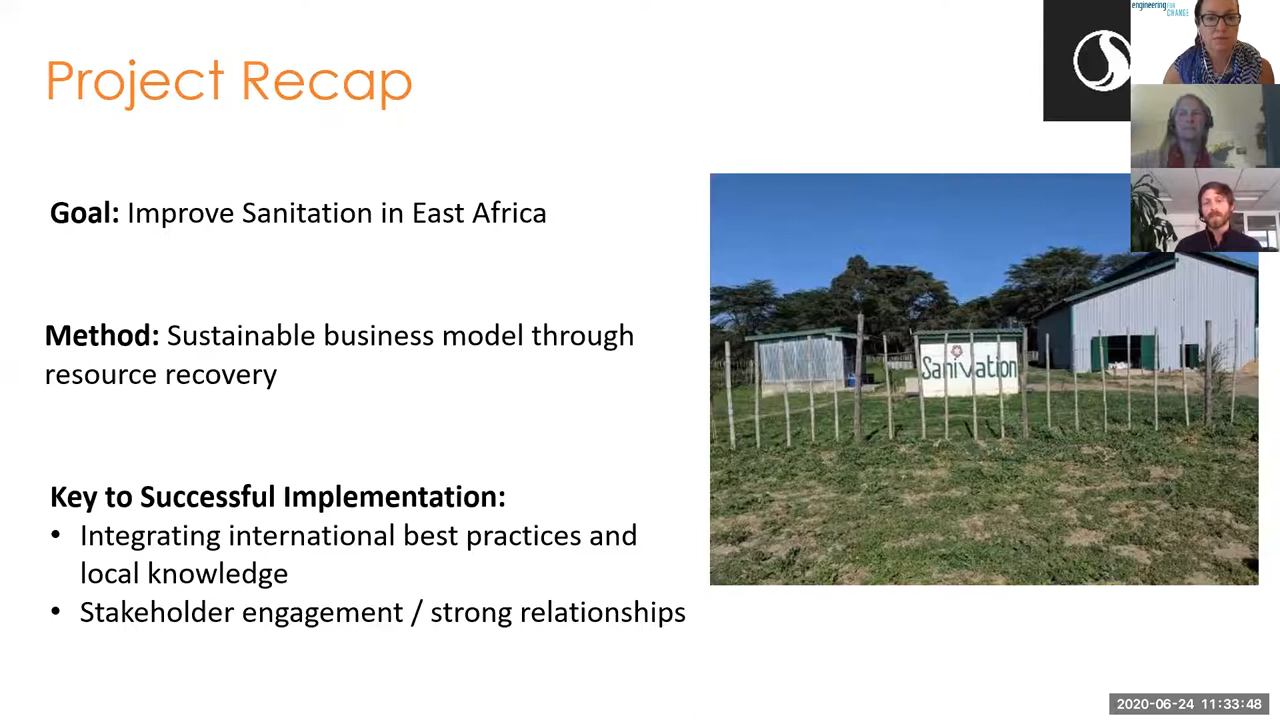 engineering FOR
CHANGE
Project Recap
Goal: Improve Sanitation in East Africa
Method: Sustainable business model through
resource recovery
Sanivation
Key to Successful Implementation:
• Integrating international best practices and
local knowledge
• Stakeholder engagement / strong relationships
2020-06-24 11:33:48